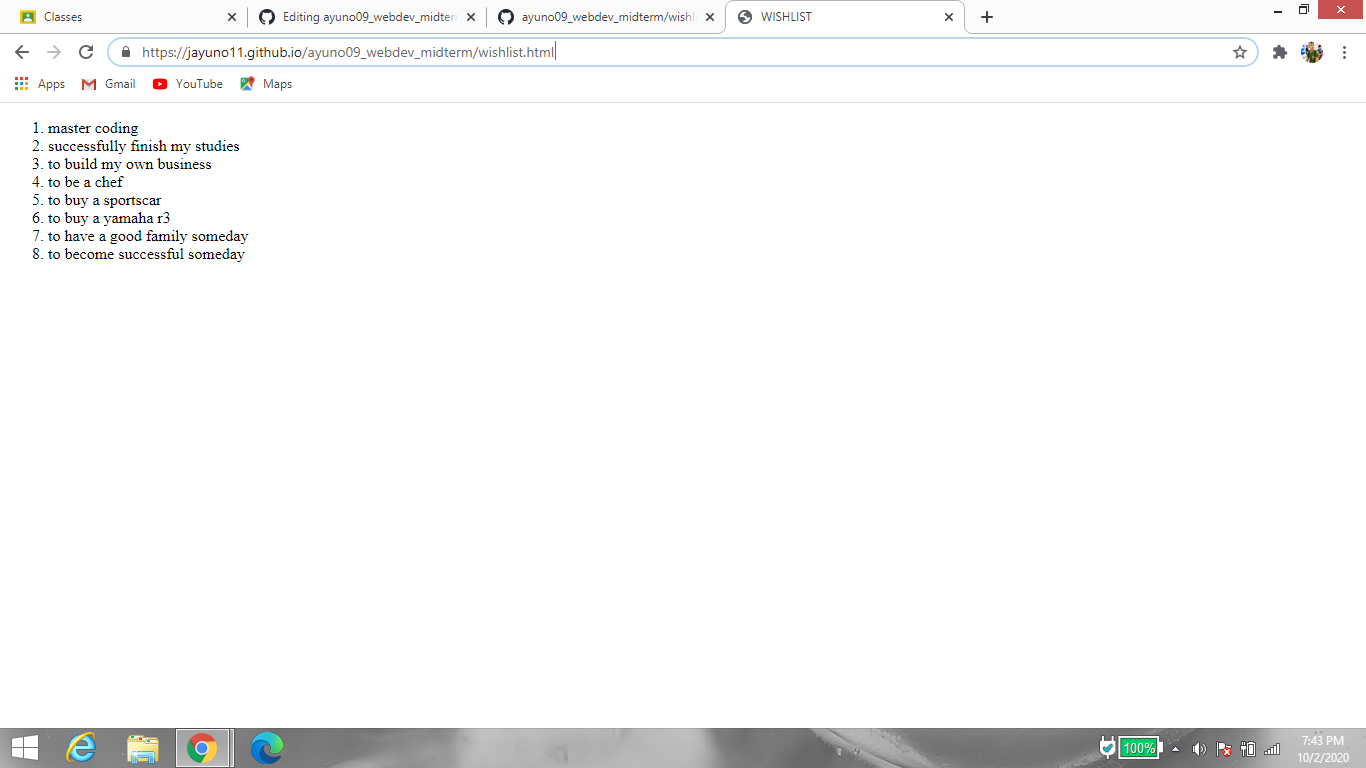 Classes
Editing ayuno09_webdev_midterm
ayuno09_webdev_midterm/wishli
WISHLIST
https://jayuno11.github.io/ayuno09_webdev_midterm/wishlist.html
Apps
Gmail
YouTube
Maps
1. master coding
2. successfully finish my studies
3. to build my own business
4. to be a chef
5. to buy a sportscar
6. to buy a yamaha r3
7. to have a good family someday
8. to become successful someday
100%
7:43 PM
10/2/2020